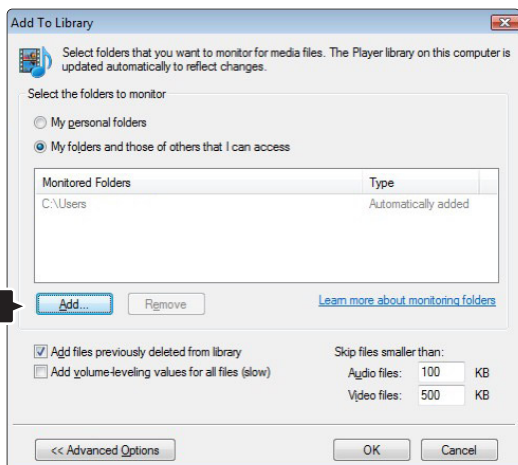 Add To Library
Select folders that you want to monitor for media files. The Player library on this computer is
updated automatically to reflect changes.
Select the folders to monitor
My personal folders
My folders and those of others that I can access
Monitored Folders Type
C:\Users Automatically added
Add... Remove Learn more about monitoring folders
Add files previously deleted from library Skip files smaller than:
Add volume-leveling values for all files (slow) Audio files: 100 KB
Video files: 500 KB
<< Advanced Options OK Cancel